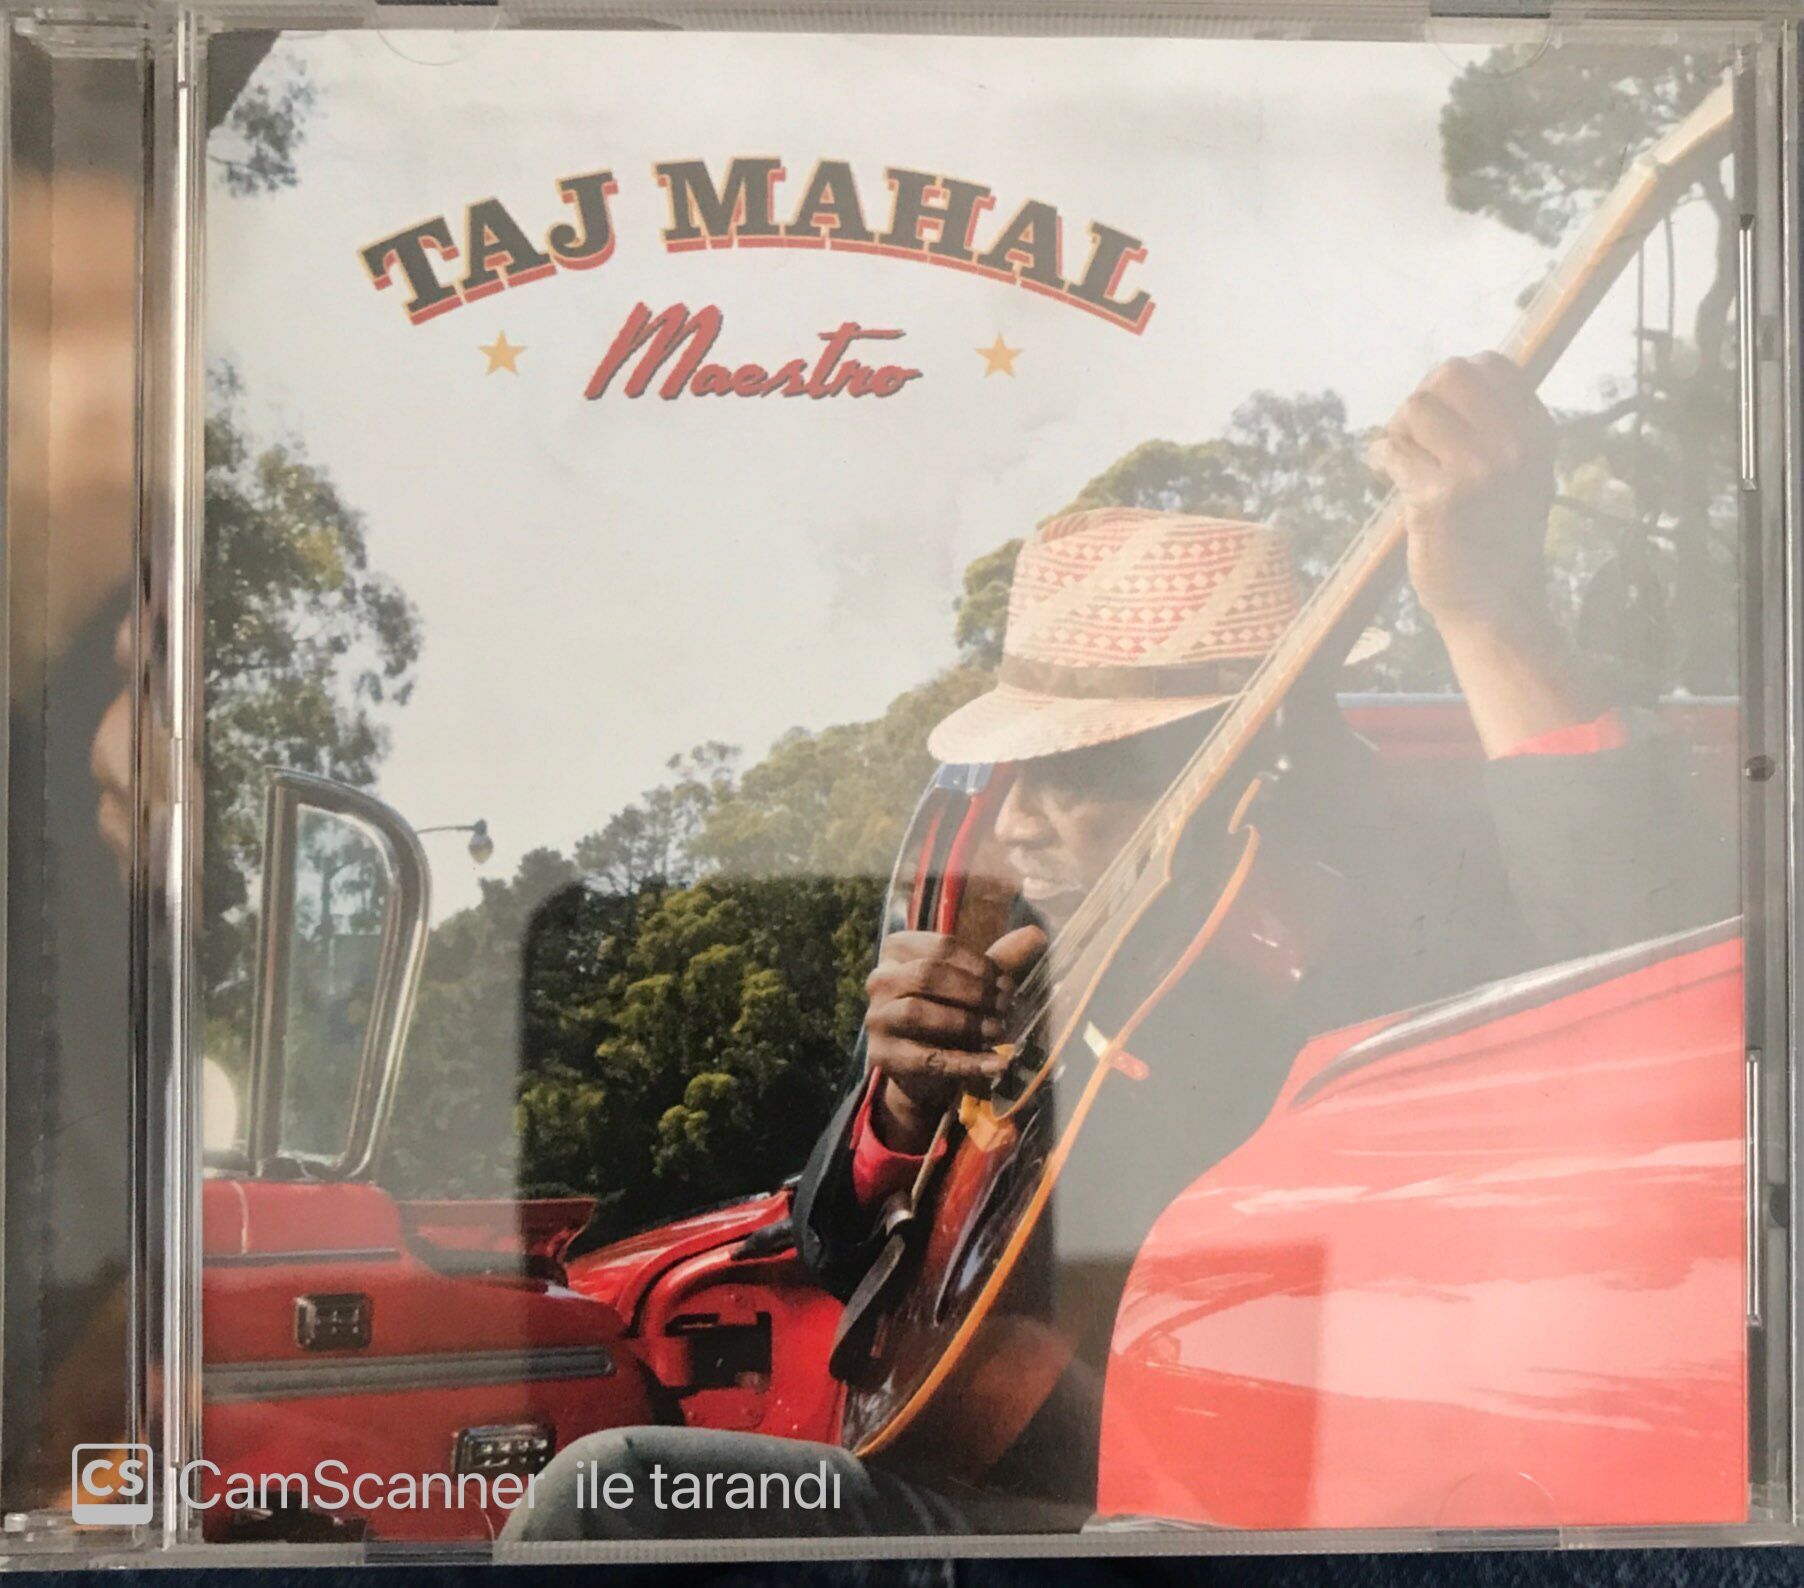 TAJ MAHAL
Maestro
CS CamScanner ile tarandı